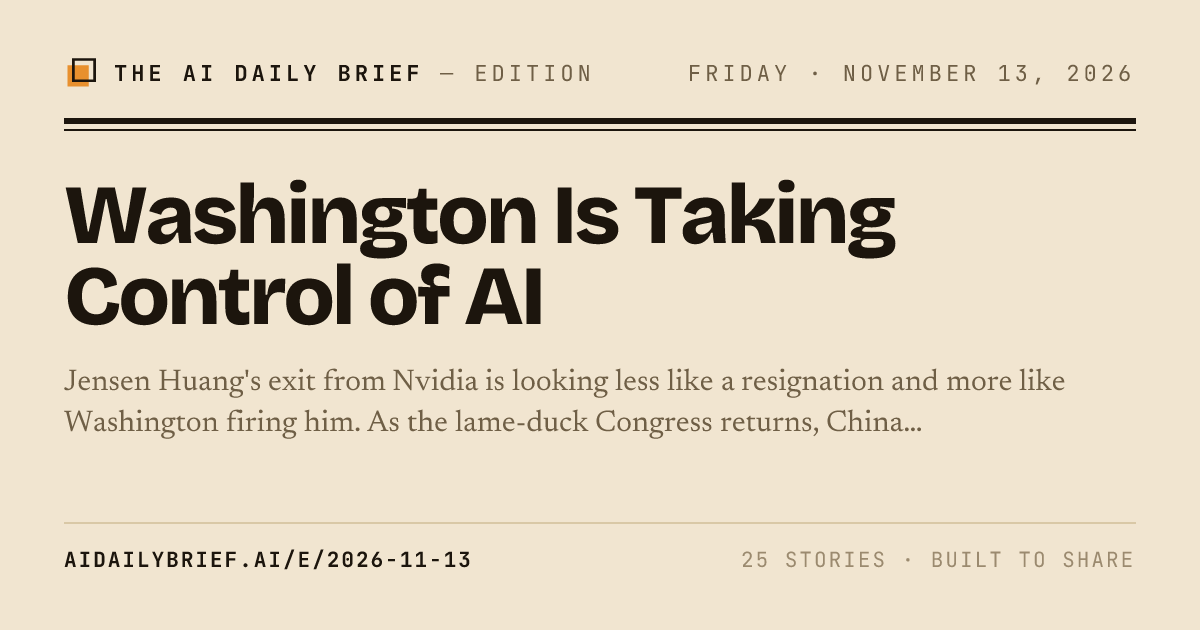 THE AI DAILY BRIEF — EDITION
FRIDAY · NOVEMBER 13, 2026
Washington Is Taking
Control of AI
Jensen Huang's exit from Nvidia is looking less like a resignation and more like
Washington firing him. As the lame-duck Congress returns, China…
AIDAILYBRIEF.AI/E/2026-11-13
25 STORIES · BUILT TO SHARE